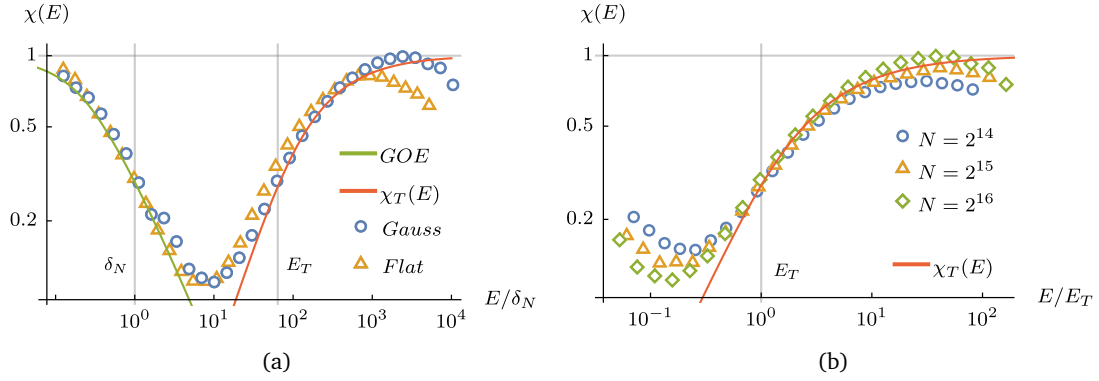 χ(E)
1
0.5
0.2
δ_N
E_T
GOE
χ_T(E)
Gauss
Flat
10^0
10^1
10^2
10^3
10^4
E/δ_N
(a)
χ(E)
1
0.5
0.2
E_T
N = 2^14
N = 2^15
N = 2^16
χ_T(E)
10^-1
10^0
10^1
10^2
E/E_T
(b)